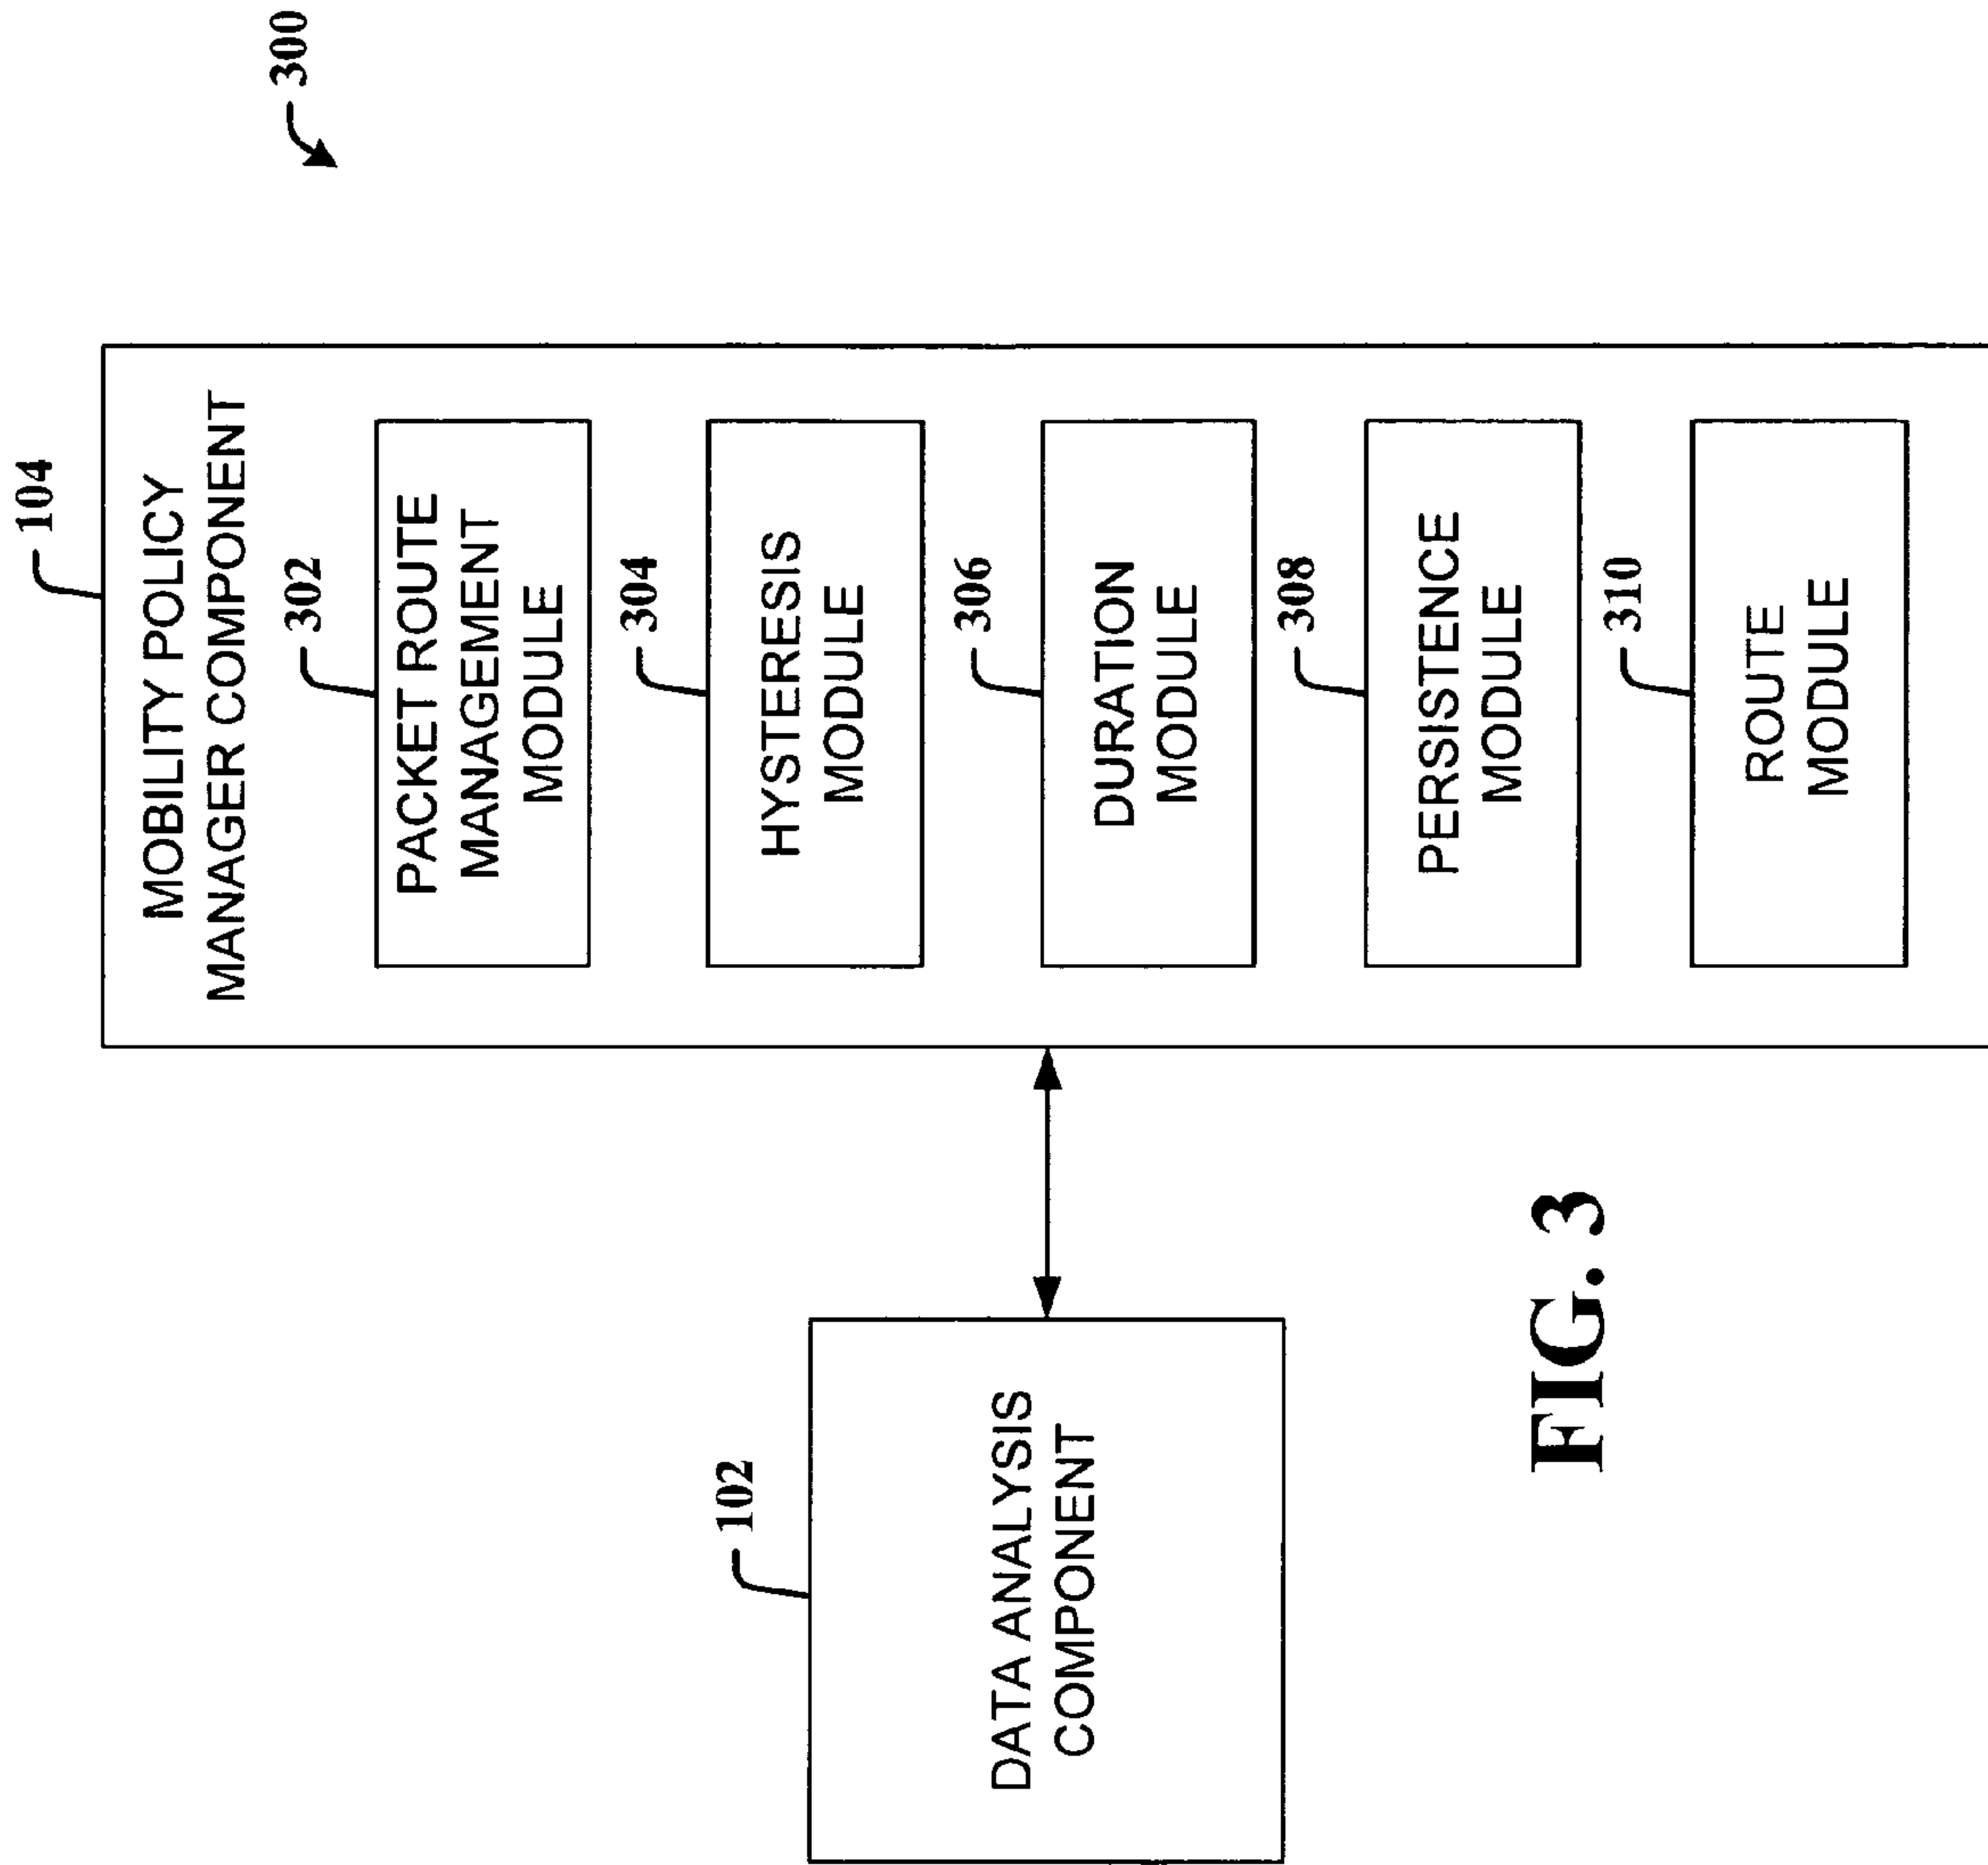 300
104
MOBILITY POLICY
MANAGER COMPONENT
302
PACKET ROUTE
MANAGEMENT
MODULE
304
HYSTERESIS
MODULE
102
DATA ANALYSIS
COMPONENT
306
DURATION
MODULE
308
PERSISTENCE
MODULE
310
ROUTE
MODULE
FIG. 3